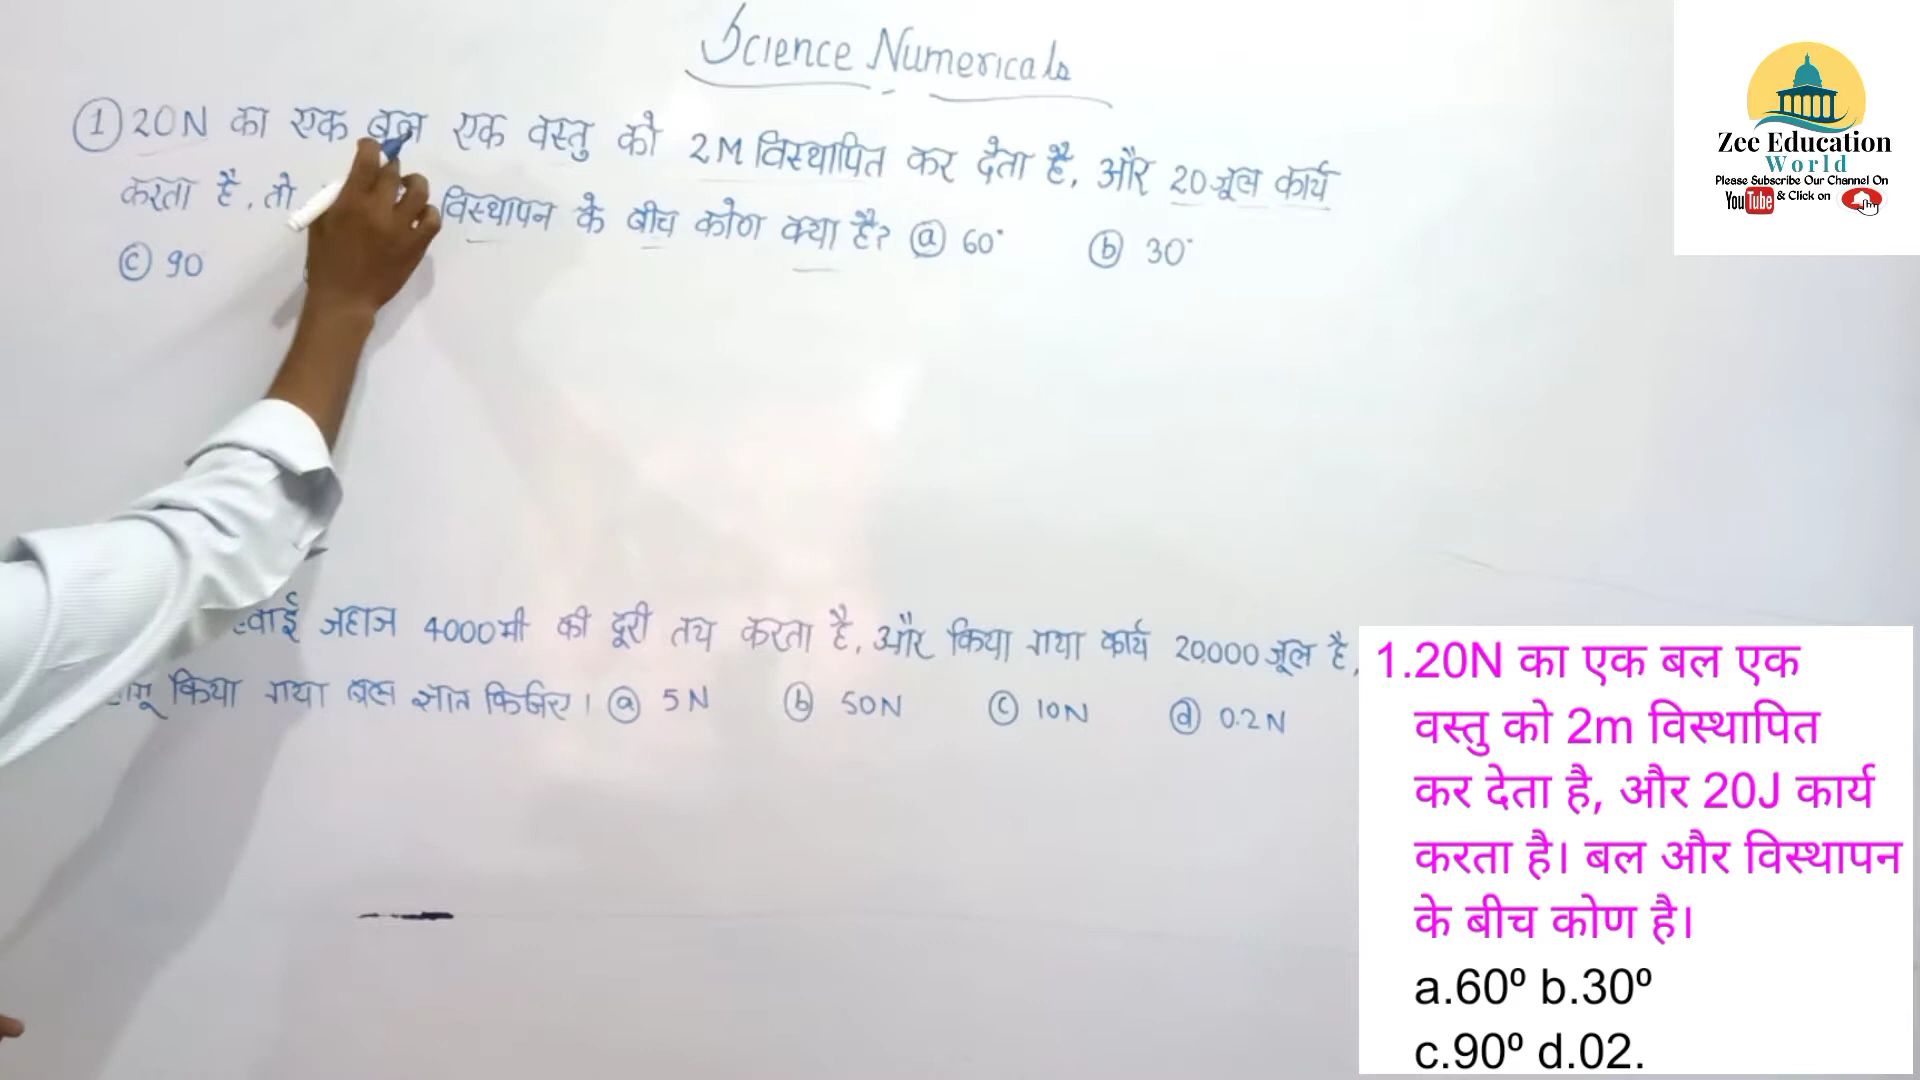 Science Numericals
① 20N का एक बल एक वस्तु को 2M विस्थापित कर देता है, और 20 जूल कार्य
करता है, तो विस्थापन के बीच कोण क्या है? ⓐ 60° ⓑ 30°
ⓒ 90
हवाई जहाज 4000मी की दूरी तय करता है, और किया गया कार्य 20000 जूल है,
लागू किया गया बल ज्ञात किजिए। ⓐ 5N ⓑ 50N ⓒ 10N ⓓ 0.2N
Zee Education
World
Please Subscribe Our Channel On
YouTube & Click on
1.20N का एक बल एक
वस्तु को 2m विस्थापित
कर देता है, और 20J कार्य
करता है। बल और विस्थापन
के बीच कोण है।
a.60º b.30º
c.90º d.02.